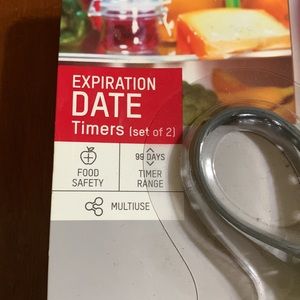 EXPIRATION
DATE
Timers (set of 2)
FOOD
SAFETY
99 DAYS
TIMER
RANGE
MULTIUSE